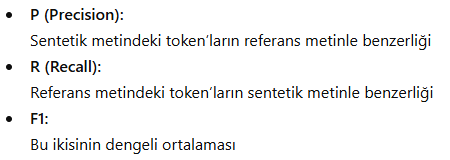 • P (Precision):
Sentetik metindeki token’ların referans metinle benzerliği
• R (Recall):
Referans metindeki token’ların sentetik metinle benzerliği
• F1:
Bu ikisinin dengeli ortalaması